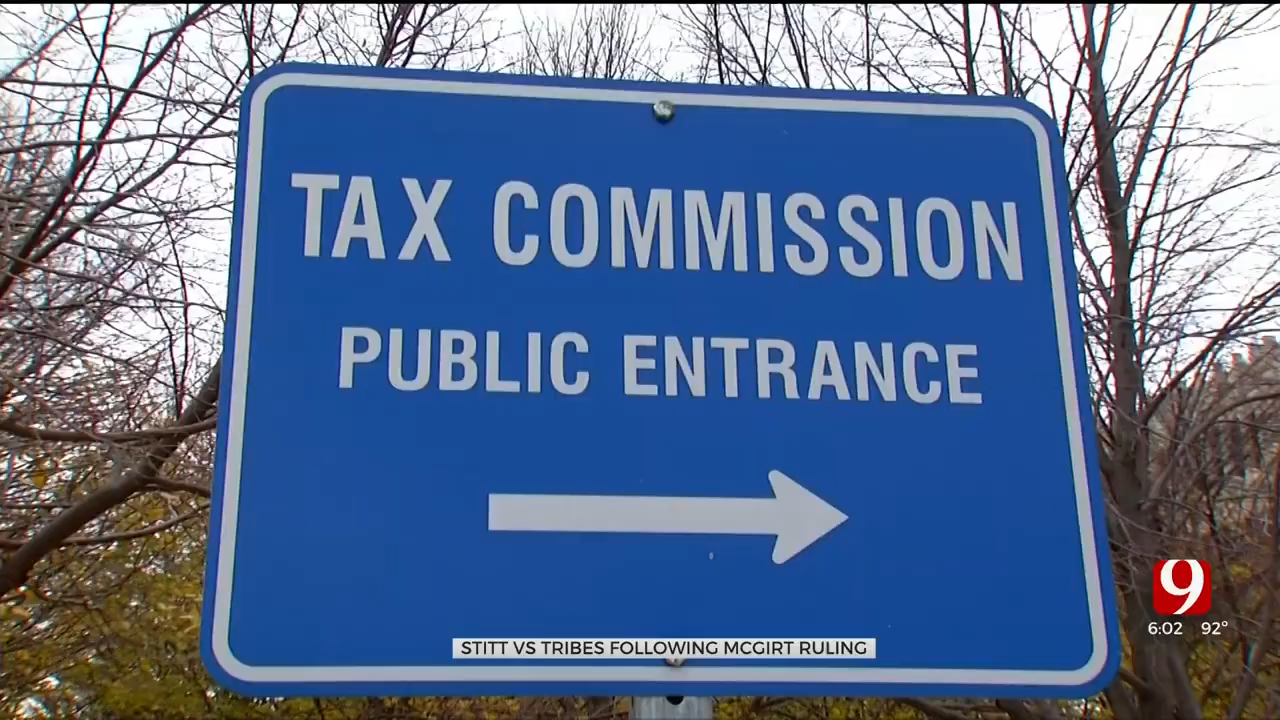 TAX COMMISSION
PUBLIC ENTRANCE
9
6:02 92°
STITT VS TRIBES FOLLOWING MCGIRT RULING